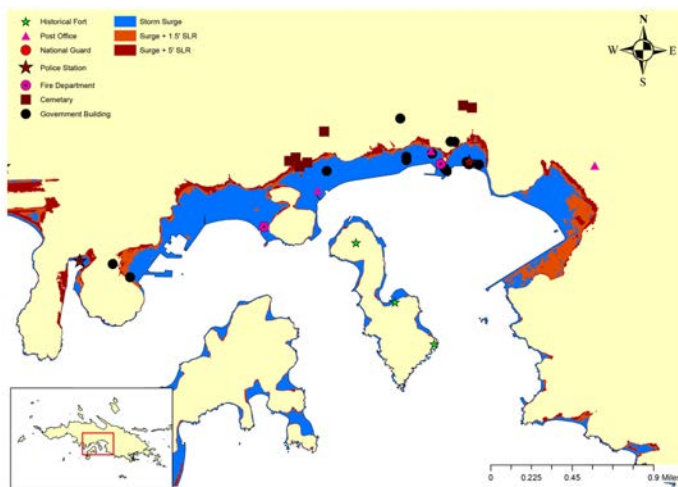 Historical Fort
Post Office
National Guard
Police Station
Fire Department
Cemetary
Government Building
Storm Surge
Surge + 1.5' SLR
Surge + 5' SLR
N
W E
S
0 0.225 0.45 0.9 Miles